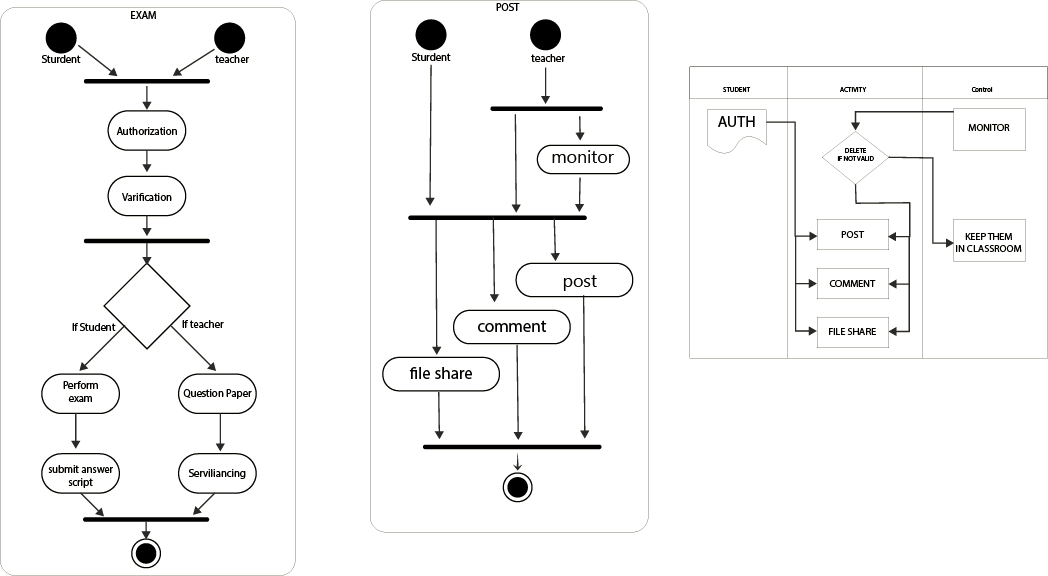 EXAM
Sturdent
teacher
Authorization
Varification
If Student
If teacher
Perform
exam
Question Paper
submit answer
script
Serviliancing
POST
Sturdent
teacher
monitor
post
comment
file share
STUDENT
ACTIVITY
Control
AUTH
MONITOR
DELETE
IF NOT VALID
POST
KEEP THEM
IN CLASSROOM
COMMENT
FILE SHARE